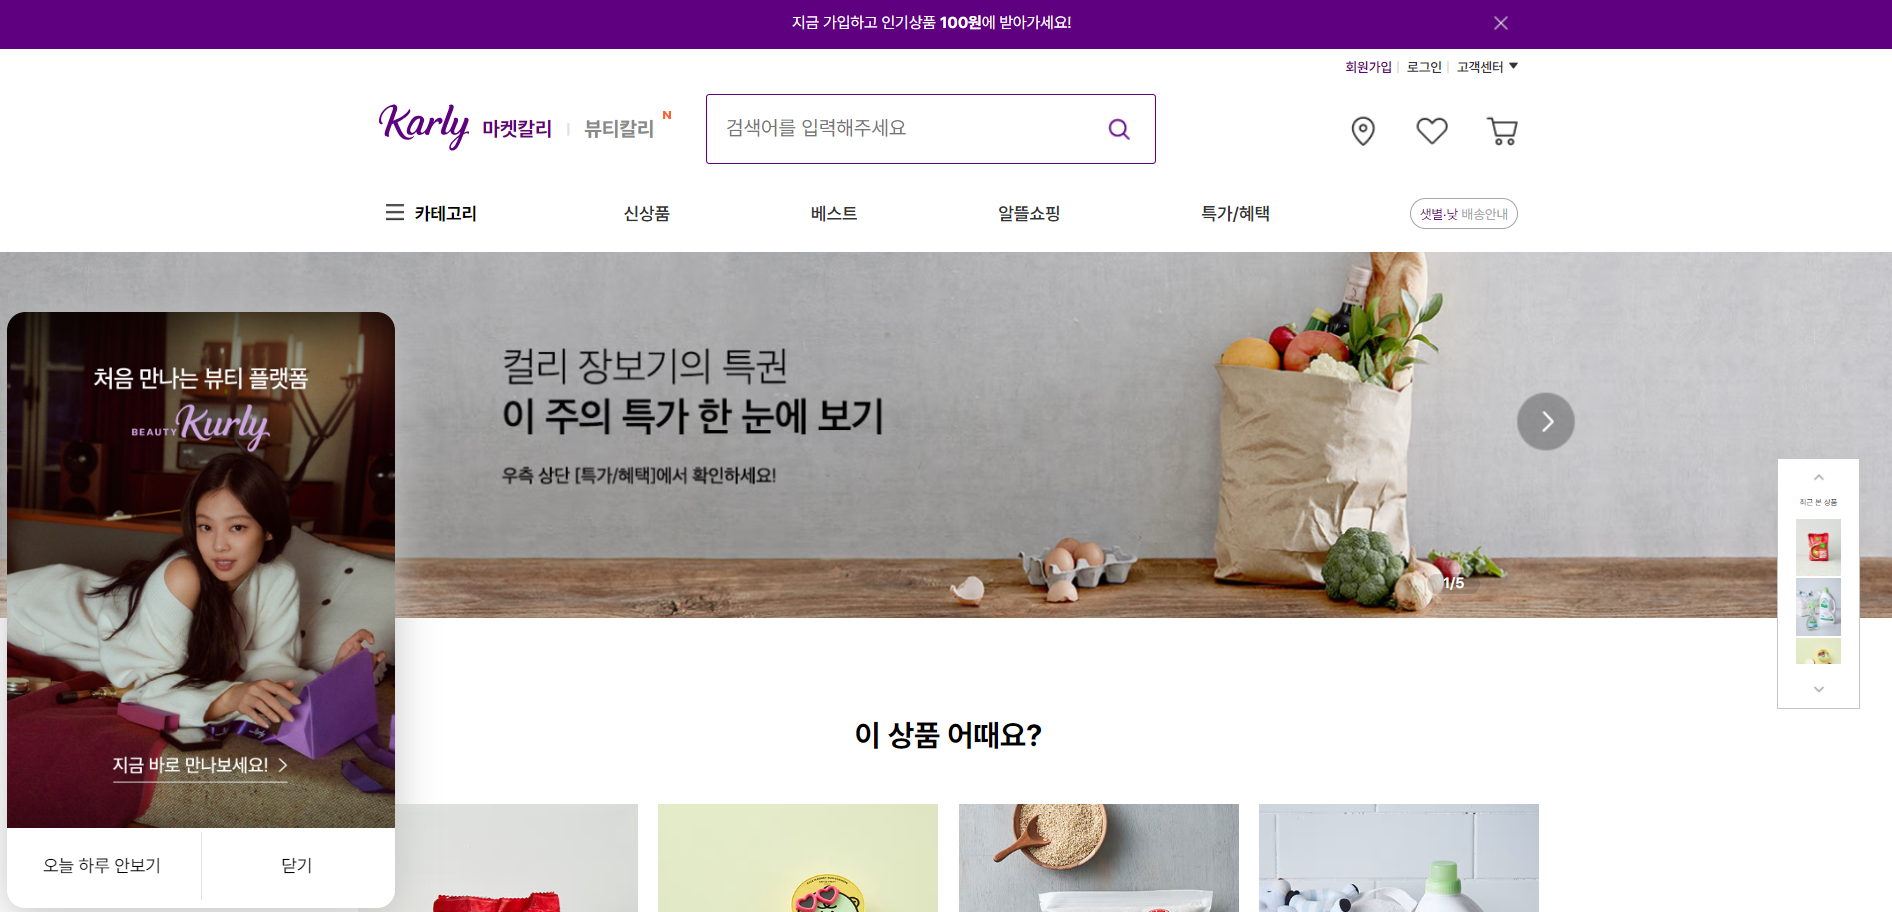 지금 가입하고 인기상품 100원에 받아가세요!
회원가입 로그인 고객센터
Karly 마켓칼리 뷰티칼리 N
검색어를 입력해주세요
카테고리 신상품 베스트 알뜰쇼핑 특가/혜택 샛별·낮 배송안내
처음 만나는 뷰티 플랫폼
BEAUTY Kurly
지금 바로 만나보세요!
오늘 하루 안보기 닫기
컬리 장보기의 특권
이 주의 특가 한 눈에 보기
우측 상단 [특가/혜택]에서 확인하세요!
1/5
최근 본 상품
이 상품 어때요?